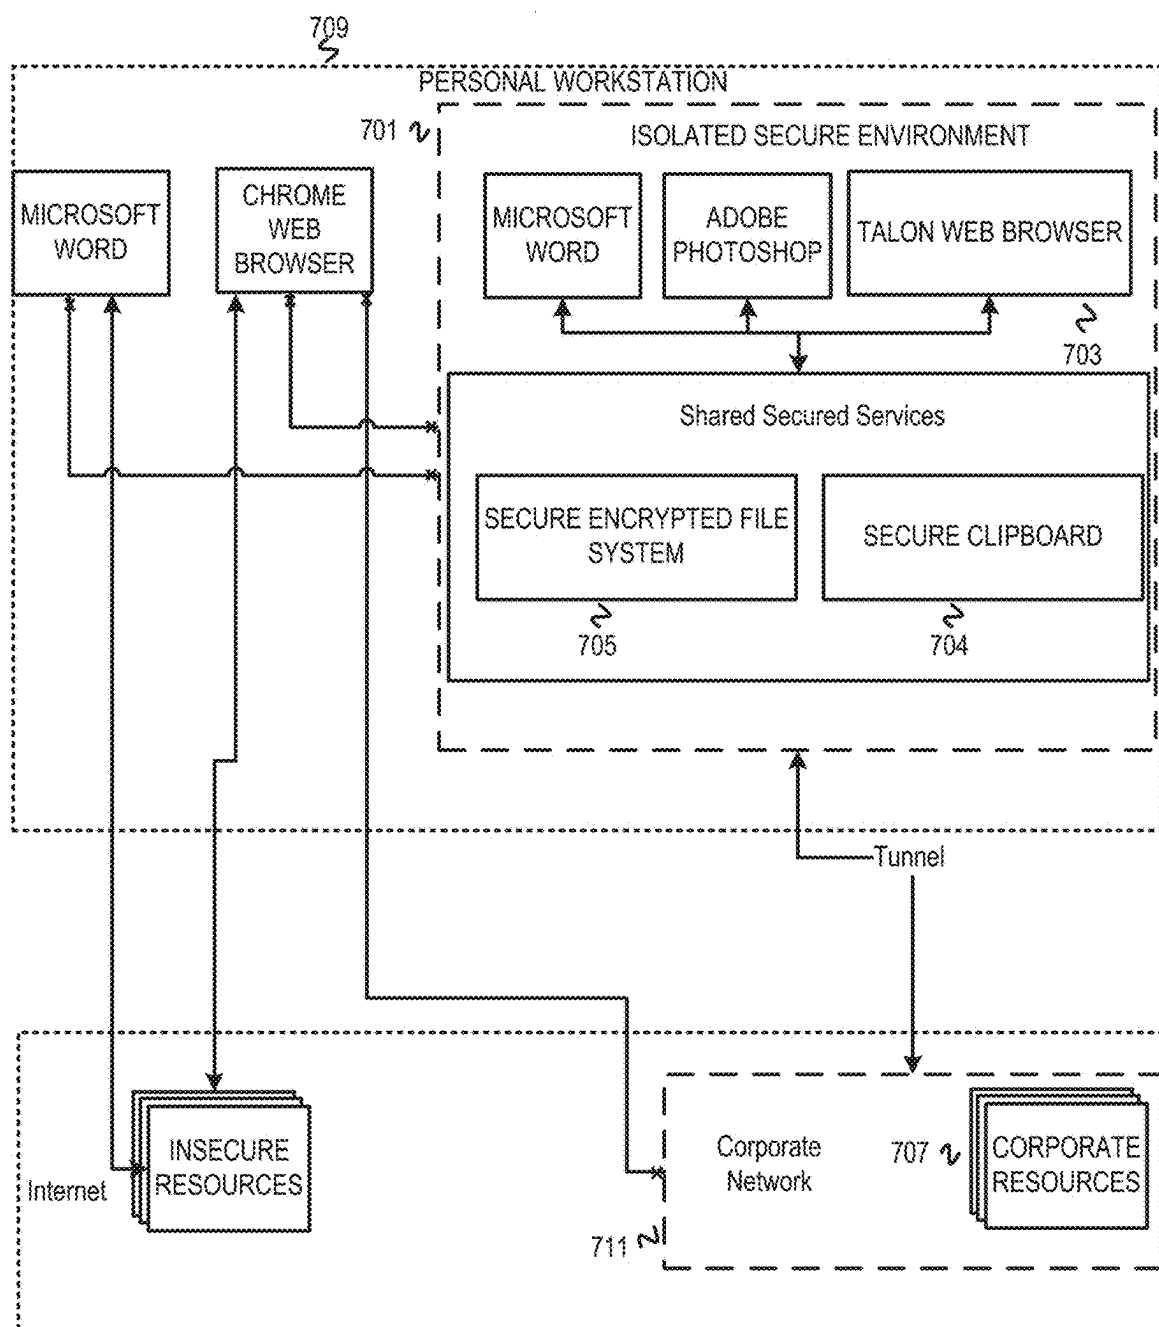 709
PERSONAL WORKSTATION
701
ISOLATED SECURE ENVIRONMENT
MICROSOFT
WORD
CHROME
WEB
BROWSER
MICROSOFT
WORD
ADOBE
PHOTOSHOP
TALON WEB BROWSER
703
Shared Secured Services
SECURE ENCRYPTED FILE
SYSTEM
SECURE CLIPBOARD
705
704
Tunnel
Internet
INSECURE
RESOURCES
Corporate
Network
711
707
CORPORATE
RESOURCES